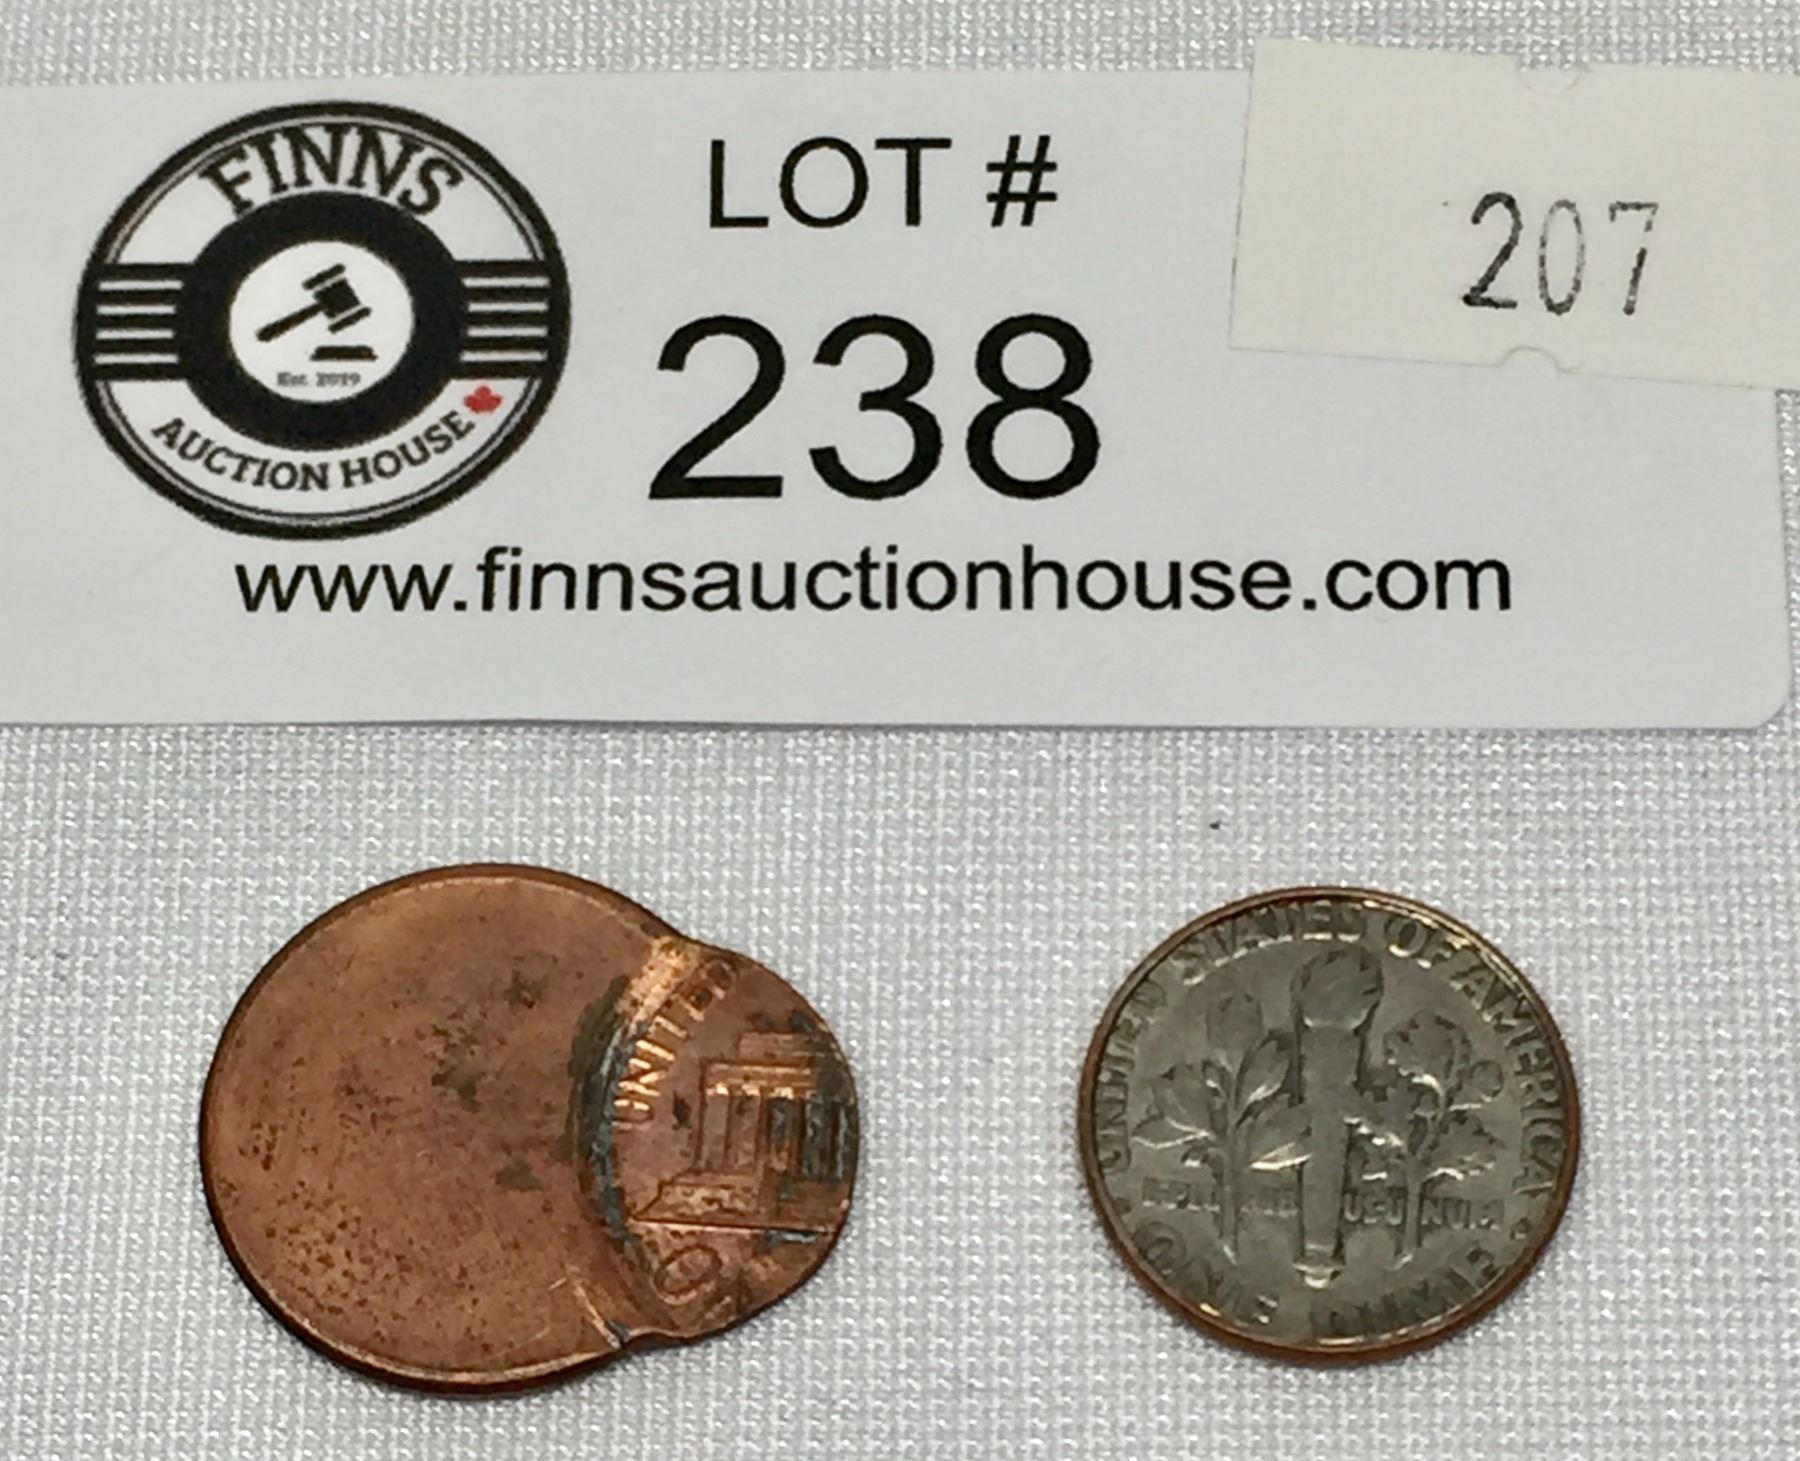 FINNS
Est. 2019
AUCTION HOUSE
LOT #
238
207
www.finnsauctionhouse.com
UNITED
UNITED STATES OF AMERICA
ONE DIME